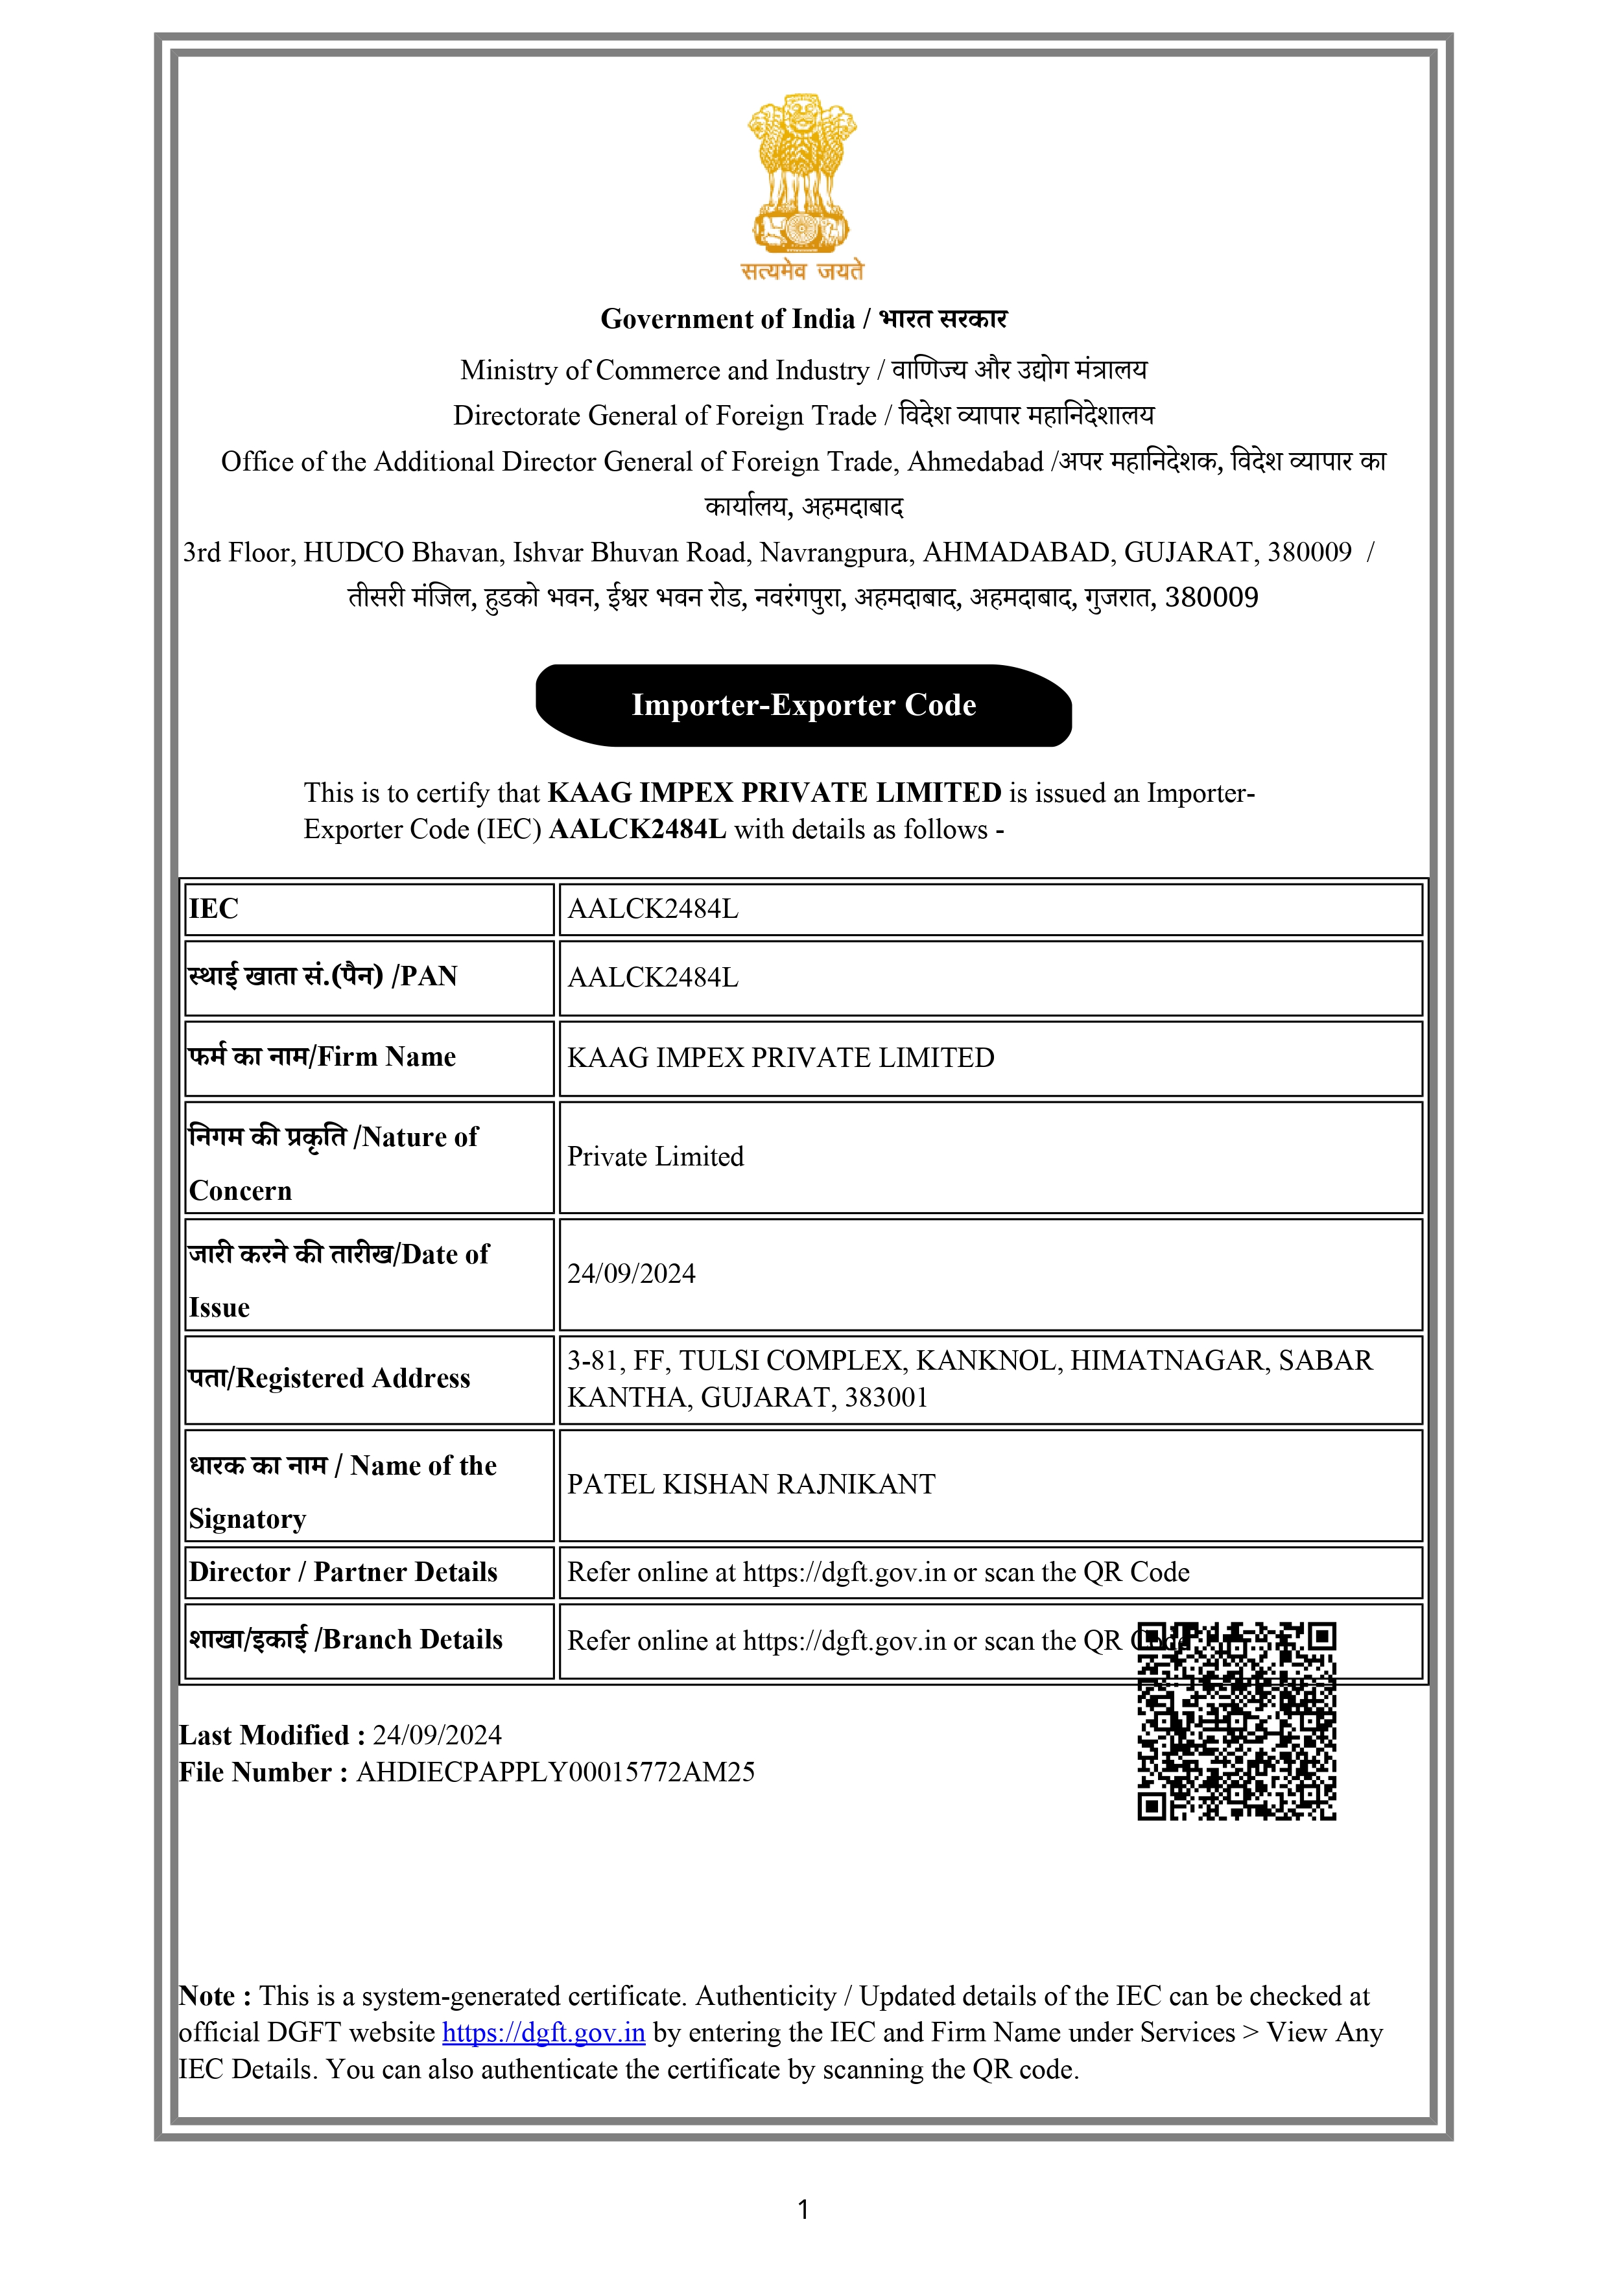 सत्यमेव जयते
Government of India / भारत सरकार
Ministry of Commerce and Industry / वाणिज्य और उद्योग मंत्रालय
Directorate General of Foreign Trade / विदेश व्यापार महानिदेशालय
Office of the Additional Director General of Foreign Trade, Ahmedabad /अपर महानिदेशक, विदेश व्यापार का
कार्यालय, अहमदाबाद
3rd Floor, HUDCO Bhavan, Ishvar Bhuvan Road, Navrangpura, AHMADABAD, GUJARAT, 380009 /
तीसरी मंजिल, हुडको भवन, ईश्वर भवन रोड, नवरंगपुरा, अहमदाबाद, अहमदाबाद, गुजरात, 380009
Importer-Exporter Code
This is to certify that KAAG IMPEX PRIVATE LIMITED is issued an Importer-
Exporter Code (IEC) AALCK2484L with details as follows -
IEC AALCK2484L
स्थाई खाता सं.(पैन) /PAN AALCK2484L
फर्म का नाम/Firm Name KAAG IMPEX PRIVATE LIMITED
निगम की प्रकृति /Nature of
Concern
Private Limited
जारी करने की तारीख/Date of
Issue
24/09/2024
पता/Registered Address
3-81, FF, TULSI COMPLEX, KANKNOL, HIMATNAGAR, SABAR
KANTHA, GUJARAT, 383001
धारक का नाम / Name of the
Signatory
PATEL KISHAN RAJNIKANT
Director / Partner Details Refer online at https://dgft.gov.in or scan the QR Code
शाखा/इकाई /Branch Details Refer online at https://dgft.gov.in or scan the QR Code
Last Modified : 24/09/2024
File Number : AHDIECPAPPLY00015772AM25
Note : This is a system-generated certificate. Authenticity / Updated details of the IEC can be checked at
official DGFT website https://dgft.gov.in by entering the IEC and Firm Name under Services > View Any
IEC Details. You can also authenticate the certificate by scanning the QR code.
1